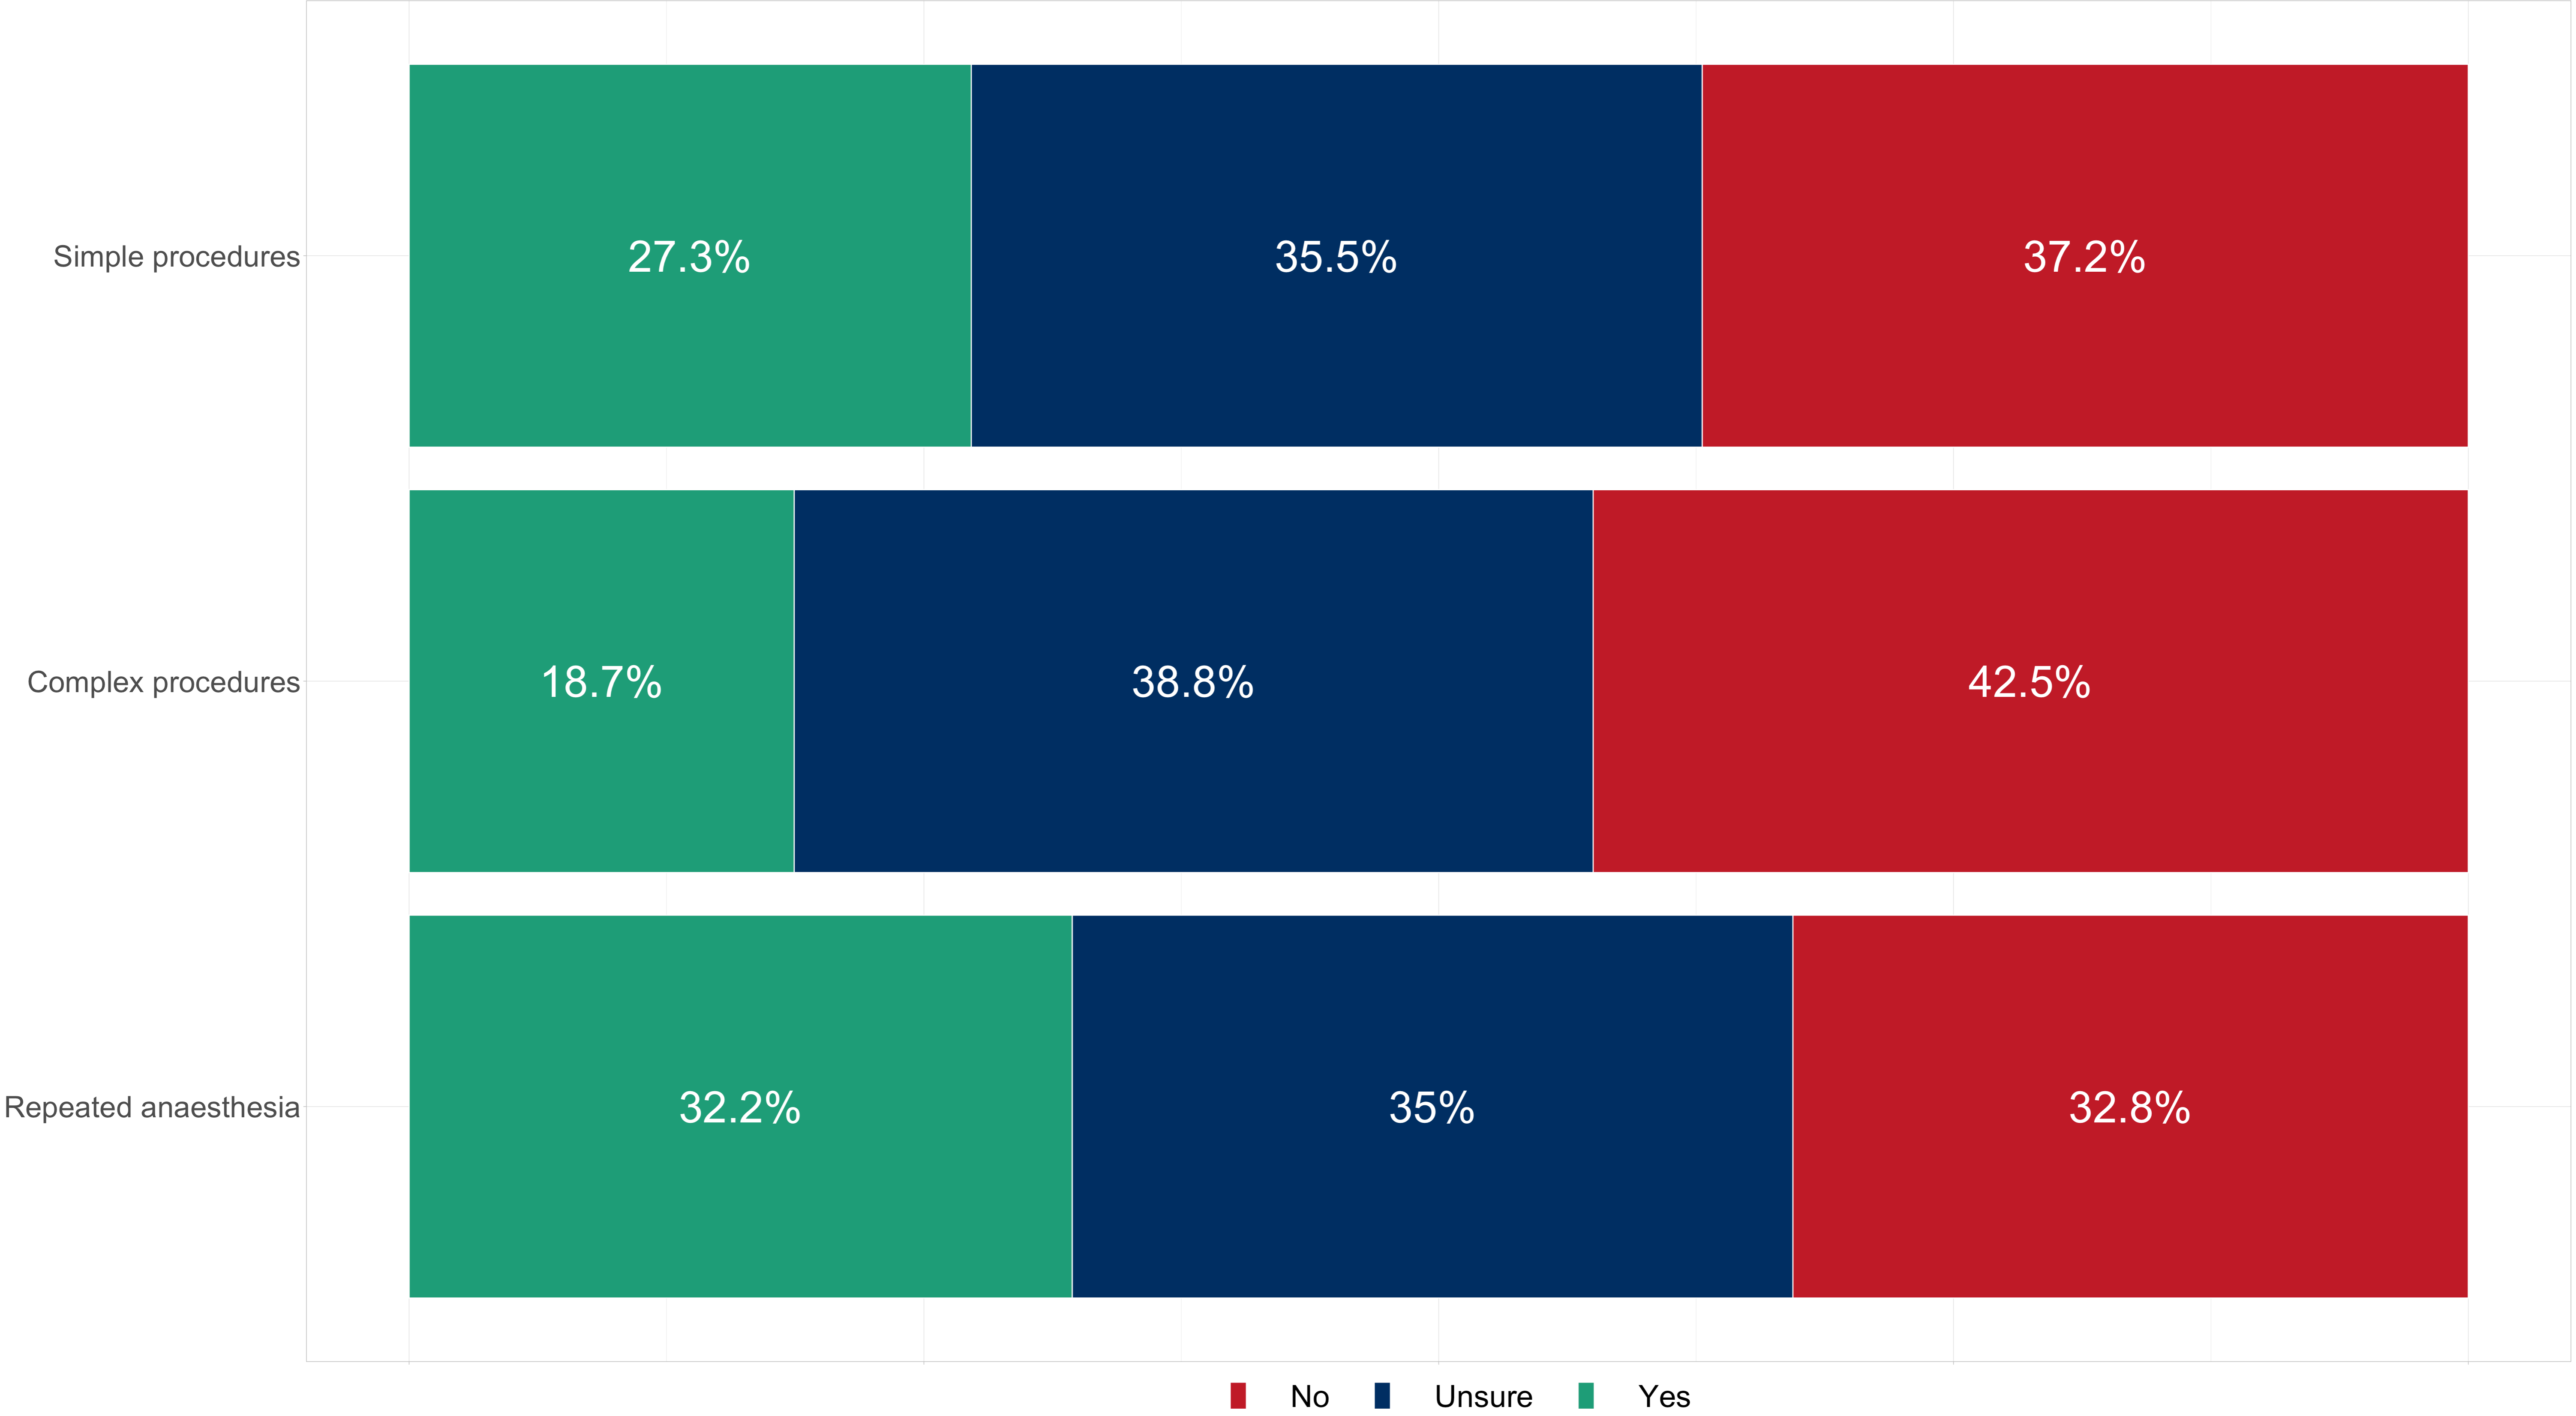 Simple procedures 27.3% 35.5% 37.2%
Complex procedures 18.7% 38.8% 42.5%
Repeated anaesthesia 32.2% 35% 32.8%
No Unsure Yes